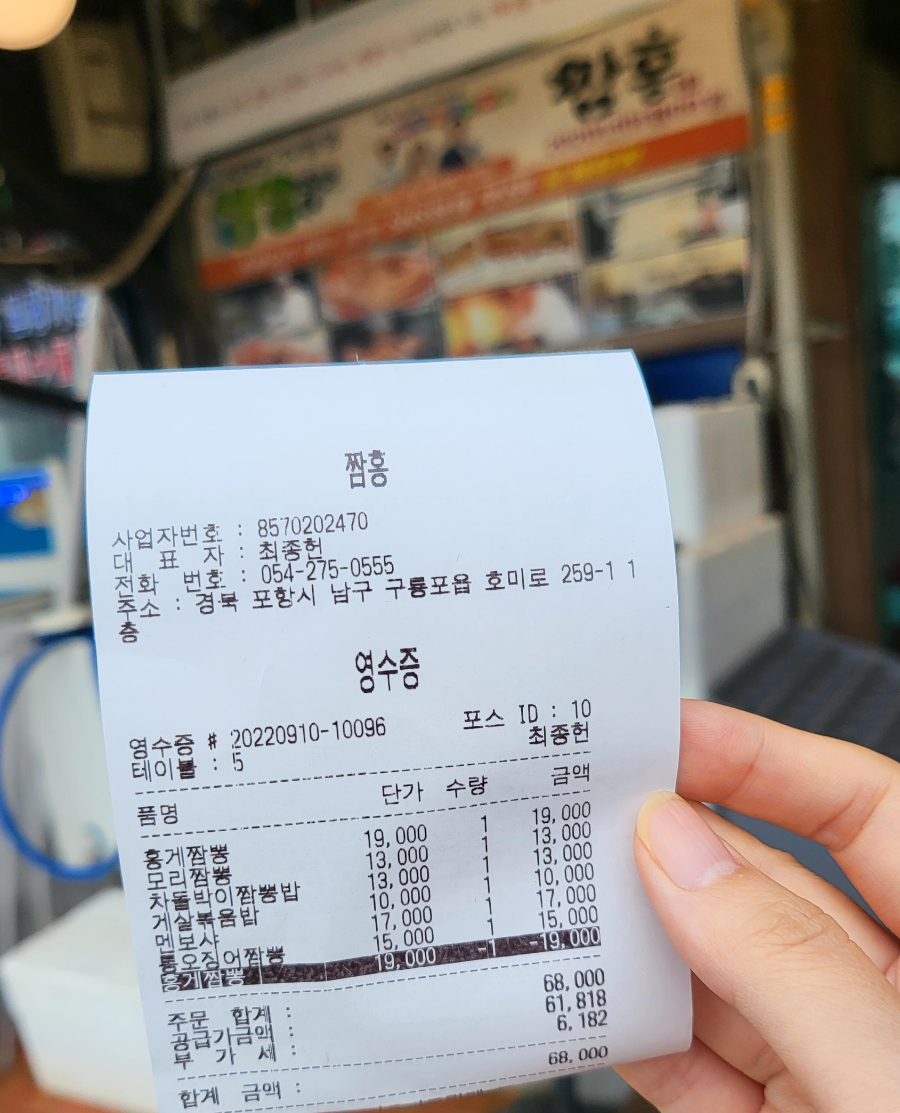 짬홍
짬홍
사업자번호 : 8570202470
대 표 자 : 최종헌
전화 번호 : 054-275-0555
주소 : 경북 포항시 남구 구룡포읍 호미로 259-1 1
층
영수증
영수증 # 20220910-10096 포스 ID : 10
테이블 : 5 최종헌
품명 단가 수량 금액
홍게짬뽕 19,000 1 19,000
모리짬뽕 13,000 1 13,000
차돌박이짬뽕밥 13,000 1 13,000
게살볶음밥 10,000 1 10,000
멘보샤 17,000 1 17,000
통오징어짬뽕 15,000 1 15,000
홍게짬뽕 19,000 -1 -19,000
주문 합계 : 68,000
공급가금액 : 61,818
부 가 세 : 6,182
합계 금액 : 68,000